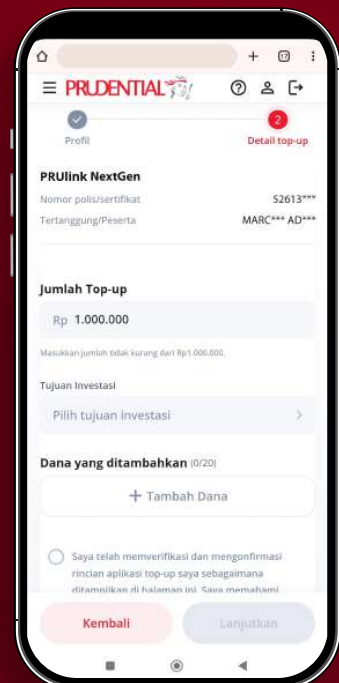 17
PRUDENTIAL
2
Profil
Detail top-up
PRUlink NextGen
Nomor polis/sertifikat 52613***
Tertanggung/Peserta MARC*** AD***
Jumlah Top-up
Rp 1.000.000
Masukkan jumlah tidak kurang dari Rp1.000.000.
Tujuan Investasi
Pilih tujuan investasi
Dana yang ditambahkan (0/20)
+ Tambah Dana
Saya telah memverifikasi dan mengonfirmasi
rincian aplikasi top-up saya sebagaimana
ditampilkan di halaman ini. Saya memahami
Kembali
Lanjutkan